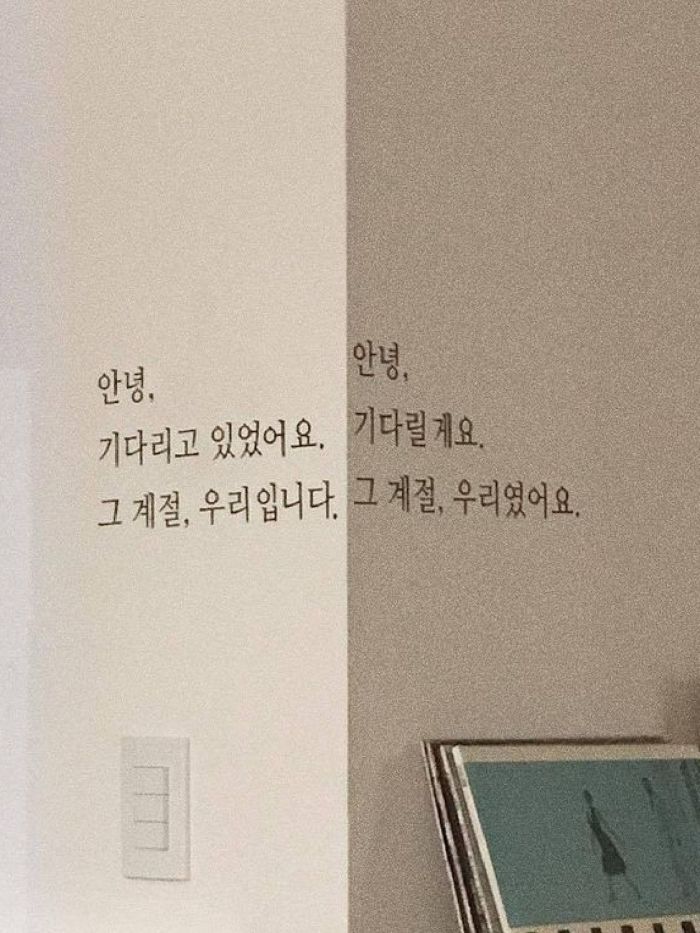 안녕,
기다리고 있었어요.
그 계절, 우리입니다.
안녕,
기다릴게요.
그 계절, 우리였어요.